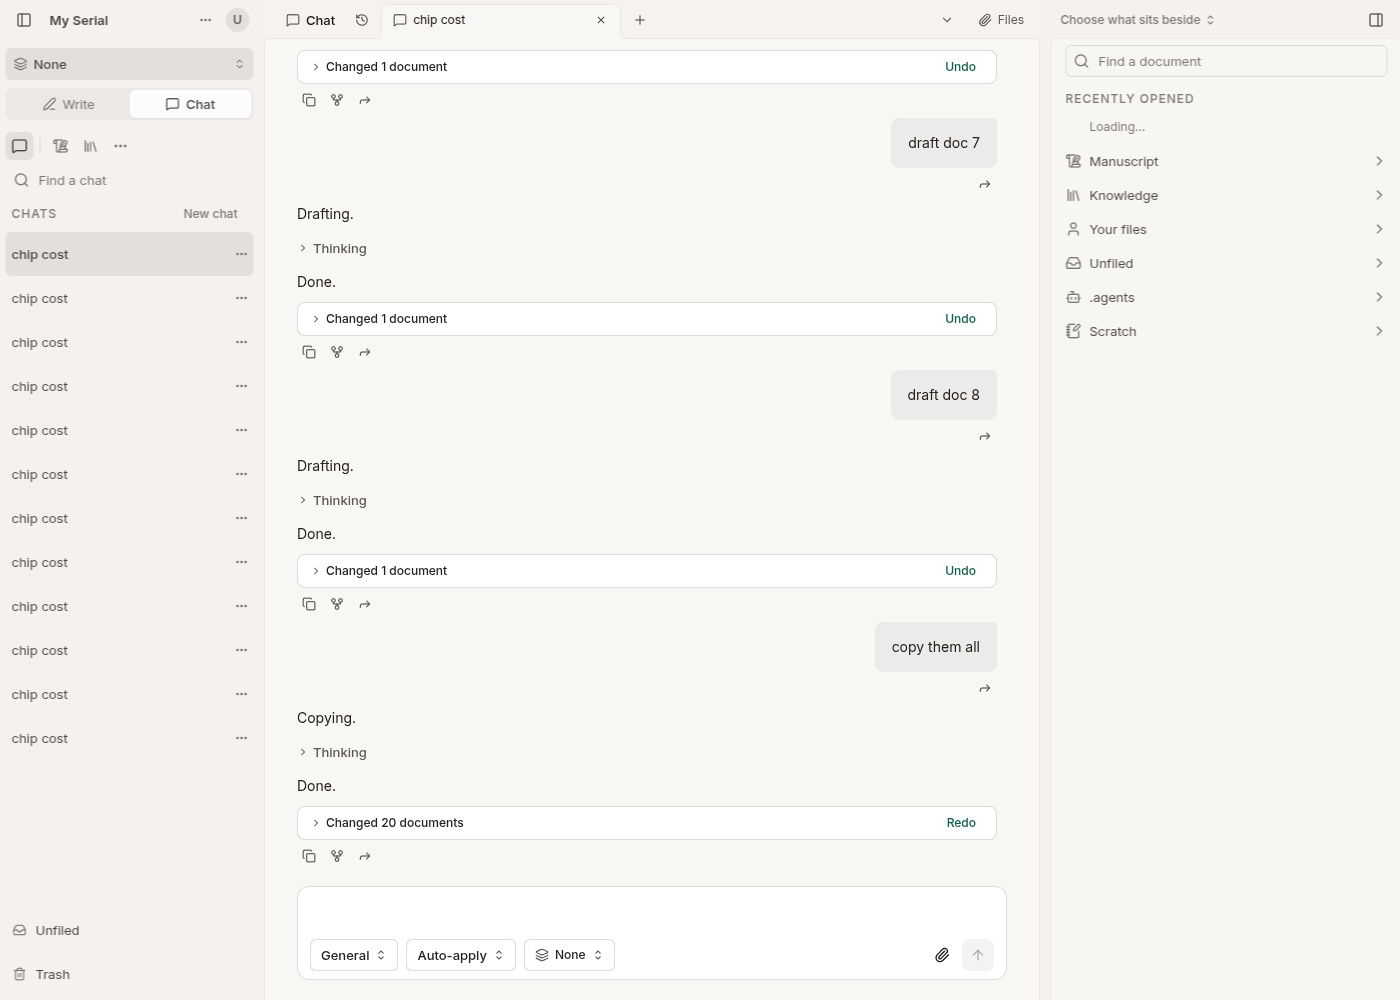 My Serial
U
None
Write
Chat
Find a chat
CHATS
New chat
chip cost
chip cost
chip cost
chip cost
chip cost
chip cost
chip cost
chip cost
chip cost
chip cost
chip cost
chip cost
Unfiled
Trash
Chat
chip cost
Files
Changed 1 document
Undo
draft doc 7
Drafting.
Thinking
Done.
Changed 1 document
Undo
draft doc 8
Drafting.
Thinking
Done.
Changed 1 document
Undo
copy them all
Copying.
Thinking
Done.
Changed 20 documents
Redo
General
Auto-apply
None
Choose what sits beside
Find a document
RECENTLY OPENED
Loading...
Manuscript
Knowledge
Your files
Unfiled
.agents
Scratch